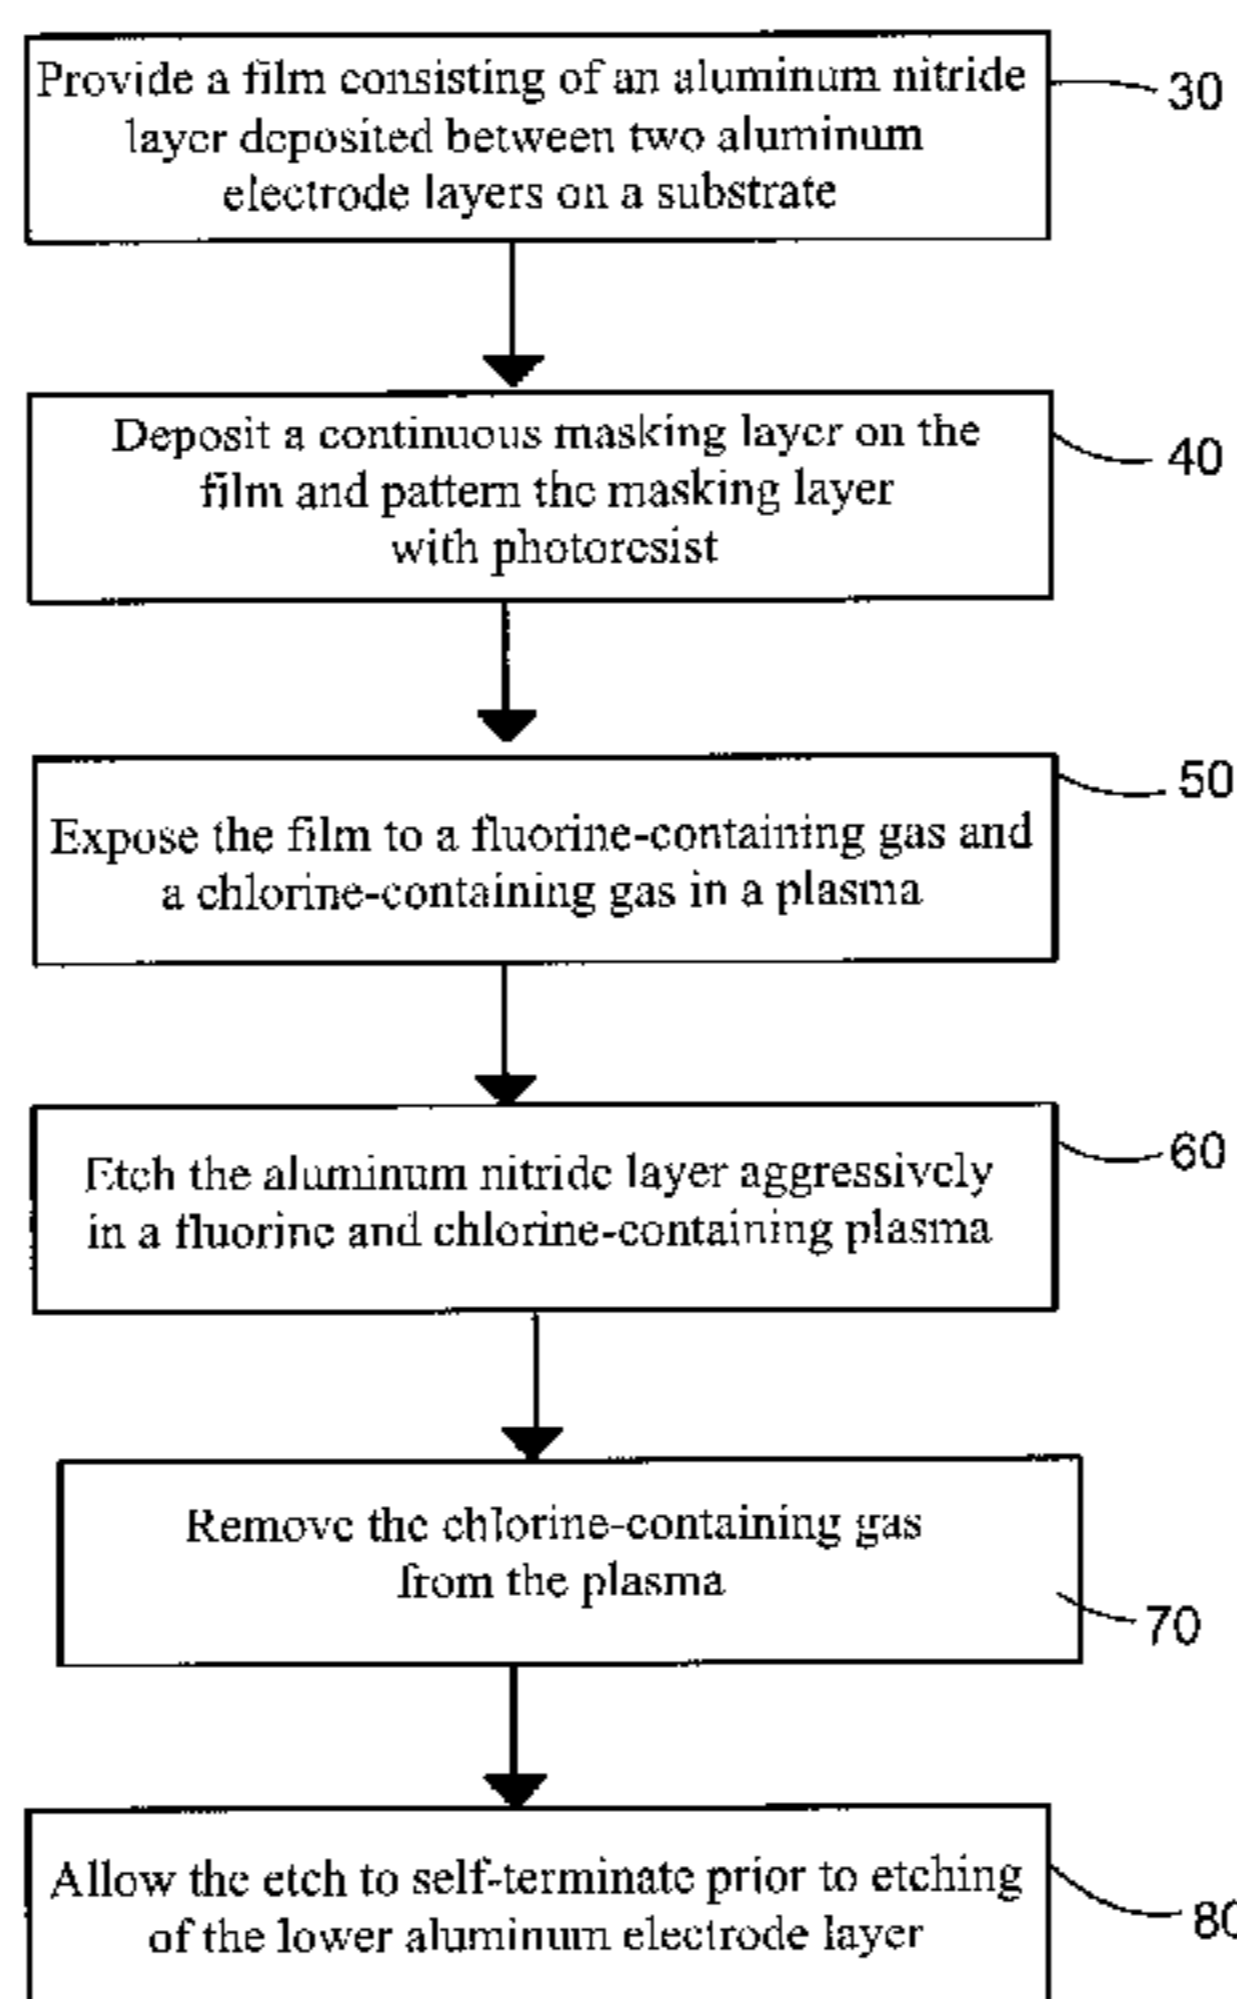 Provide a film consisting of an aluminum nitride
30
layer deposited between two aluminum
electrode layers on a substrate
Deposit a continuous masking layer on the
40
film and pattern the masking layer
with photoresist
50
Expose the film to a fluorine-containing gas and
a chlorine-containing gas in a plasma
60
Etch the aluminum nitride layer aggressively
in a fluorine and chlorine-containing plasma
Remove the chlorine-containing gas
from the plasma
70
Allow the etch to self-terminate prior to etching
80
of the lower aluminum electrode layer